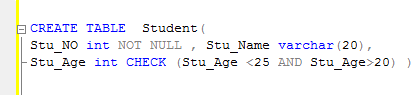 CREATE TABLE Student(
Stu_NO int NOT NULL , Stu_Name varchar(20),
Stu_Age int CHECK (Stu_Age <25 AND Stu_Age>20) )